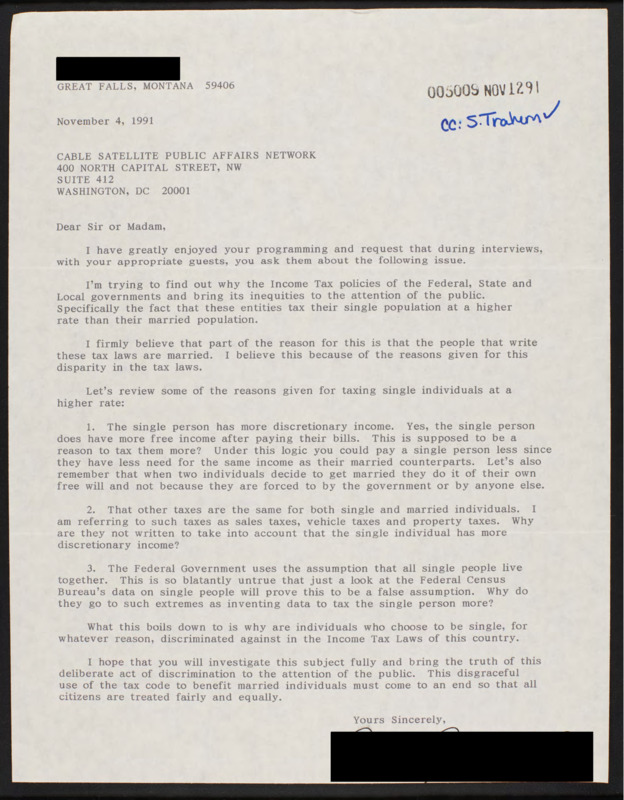 GREAT FALLS, MONTANA 59406
005009 NOV 12 91
cc: S. Trahern ✓
November 4, 1991
CABLE SATELLITE PUBLIC AFFAIRS NETWORK
400 NORTH CAPITAL STREET, NW
SUITE 412
WASHINGTON, DC 20001
Dear Sir or Madam,
I have greatly enjoyed your programming and request that during interviews,
with your appropriate guests, you ask them about the following issue.
I'm trying to find out why the Income Tax policies of the Federal, State and
Local governments and bring its inequities to the attention of the public.
Specifically the fact that these entities tax their single population at a higher
rate than their married population.
I firmly believe that part of the reason for this is that the people that write
these tax laws are married. I believe this because of the reasons given for this
disparity in the tax laws.
Let's review some of the reasons given for taxing single individuals at a
higher rate:
1. The single person has more discretionary income. Yes, the single person
does have more free income after paying their bills. This is supposed to be a
reason to tax them more? Under this logic you could pay a single person less since
they have less need for the same income as their married counterparts. Let's also
remember that when two individuals decide to get married they do it of their own
free will and not because they are forced to by the government or by anyone else.
2. That other taxes are the same for both single and married individuals. I
am referring to such taxes as sales taxes, vehicle taxes and property taxes. Why
are they not written to take into account that the single individual has more
discretionary income?
3. The Federal Government uses the assumption that all single people live
together. This is so blatantly untrue that just a look at the Federal Census
Bureau's data on single people will prove this to be a false assumption. Why do
they go to such extremes as inventing data to tax the single person more?
What this boils down to is why are individuals who choose to be single, for
whatever reason, discriminated against in the Income Tax Laws of this country.
I hope that you will investigate this subject fully and bring the truth of this
deliberate act of discrimination to the attention of the public. This disgraceful
use of the tax code to benefit married individuals must come to an end so that all
citizens are treated fairly and equally.
Yours Sincerely,